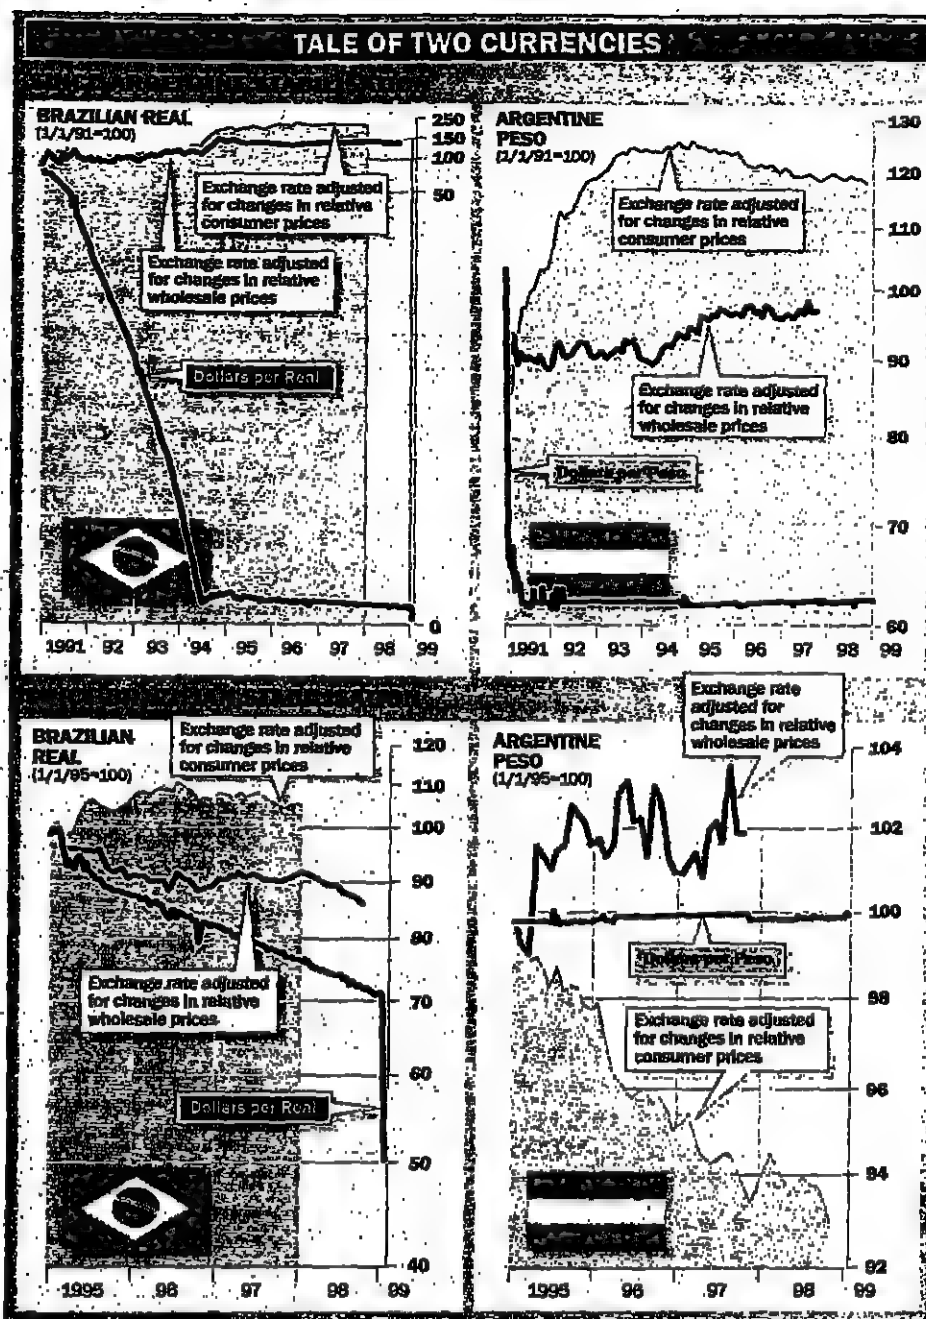 TALE OF TWO CURRENCIES
BRAZILIAN REAL
(1/1/91=100)
250
150
100
50
0
Exchange rate adjusted
for changes in relative
consumer prices
Exchange rate adjusted
for changes in relative
wholesale prices
Dollars per Real
1991 92 93 94 95 96 97 98 99
ARGENTINE
PESO
(1/1/91=100)
130
120
110
100
90
80
70
60
Exchange rate adjusted
for changes in relative
consumer prices
Exchange rate adjusted
for changes in relative
wholesale prices
Dollars per Peso
1991 92 93 94 95 96 97 98 99
BRAZILIAN
REAL
(1/1/95=100)
120
110
100
90
80
70
60
50
40
Exchange rate adjusted
for changes in relative
consumer prices
Exchange rate adjusted
for changes in relative
wholesale prices
Dollars per Real
1995 96 97 98 99
ARGENTINE
PESO
(1/1/95=100)
104
102
100
98
96
94
92
Exchange rate
adjusted for
changes in relative
wholesale prices
Dollars per Peso
Exchange rate adjusted
for changes in relative
consumer prices
1995 96 97 98 99